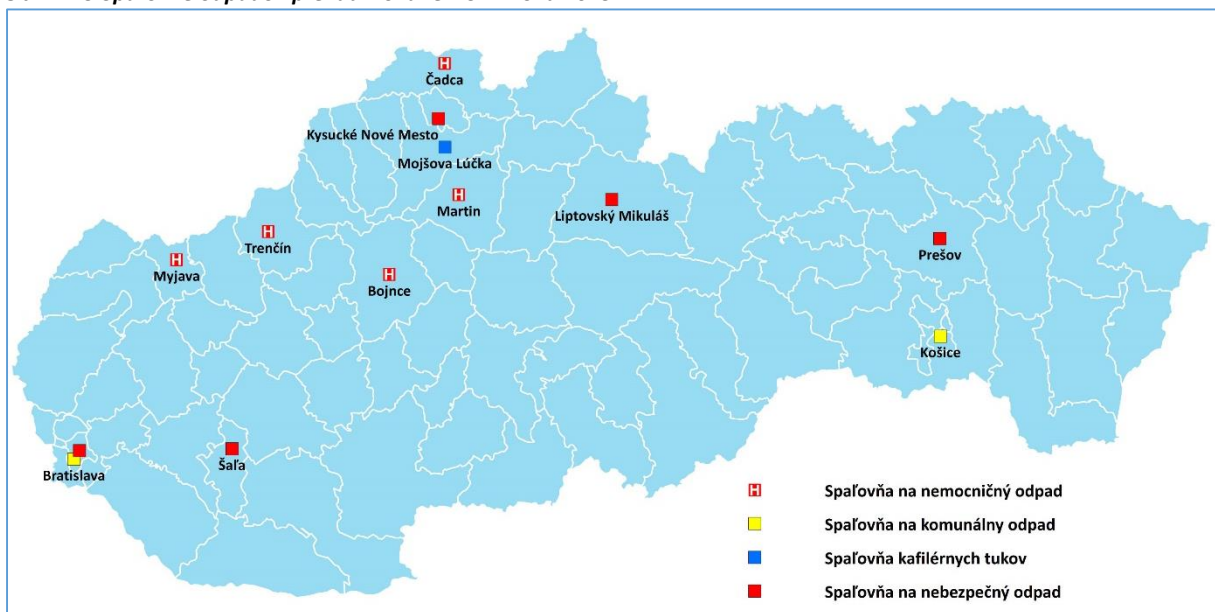 Čadca
Kysucké Nové Mesto
Mojšova Lúčka
Martin
Liptovský Mikuláš
Trenčín
Myjava
Bojnce
Prešov
Košice
Bratislava
Šaľa
H Spaľovňa na nemocničný odpad
Spaľovňa na komunálny odpad
Spaľovňa kafilérnych tukov
Spaľovňa na nebezpečný odpad